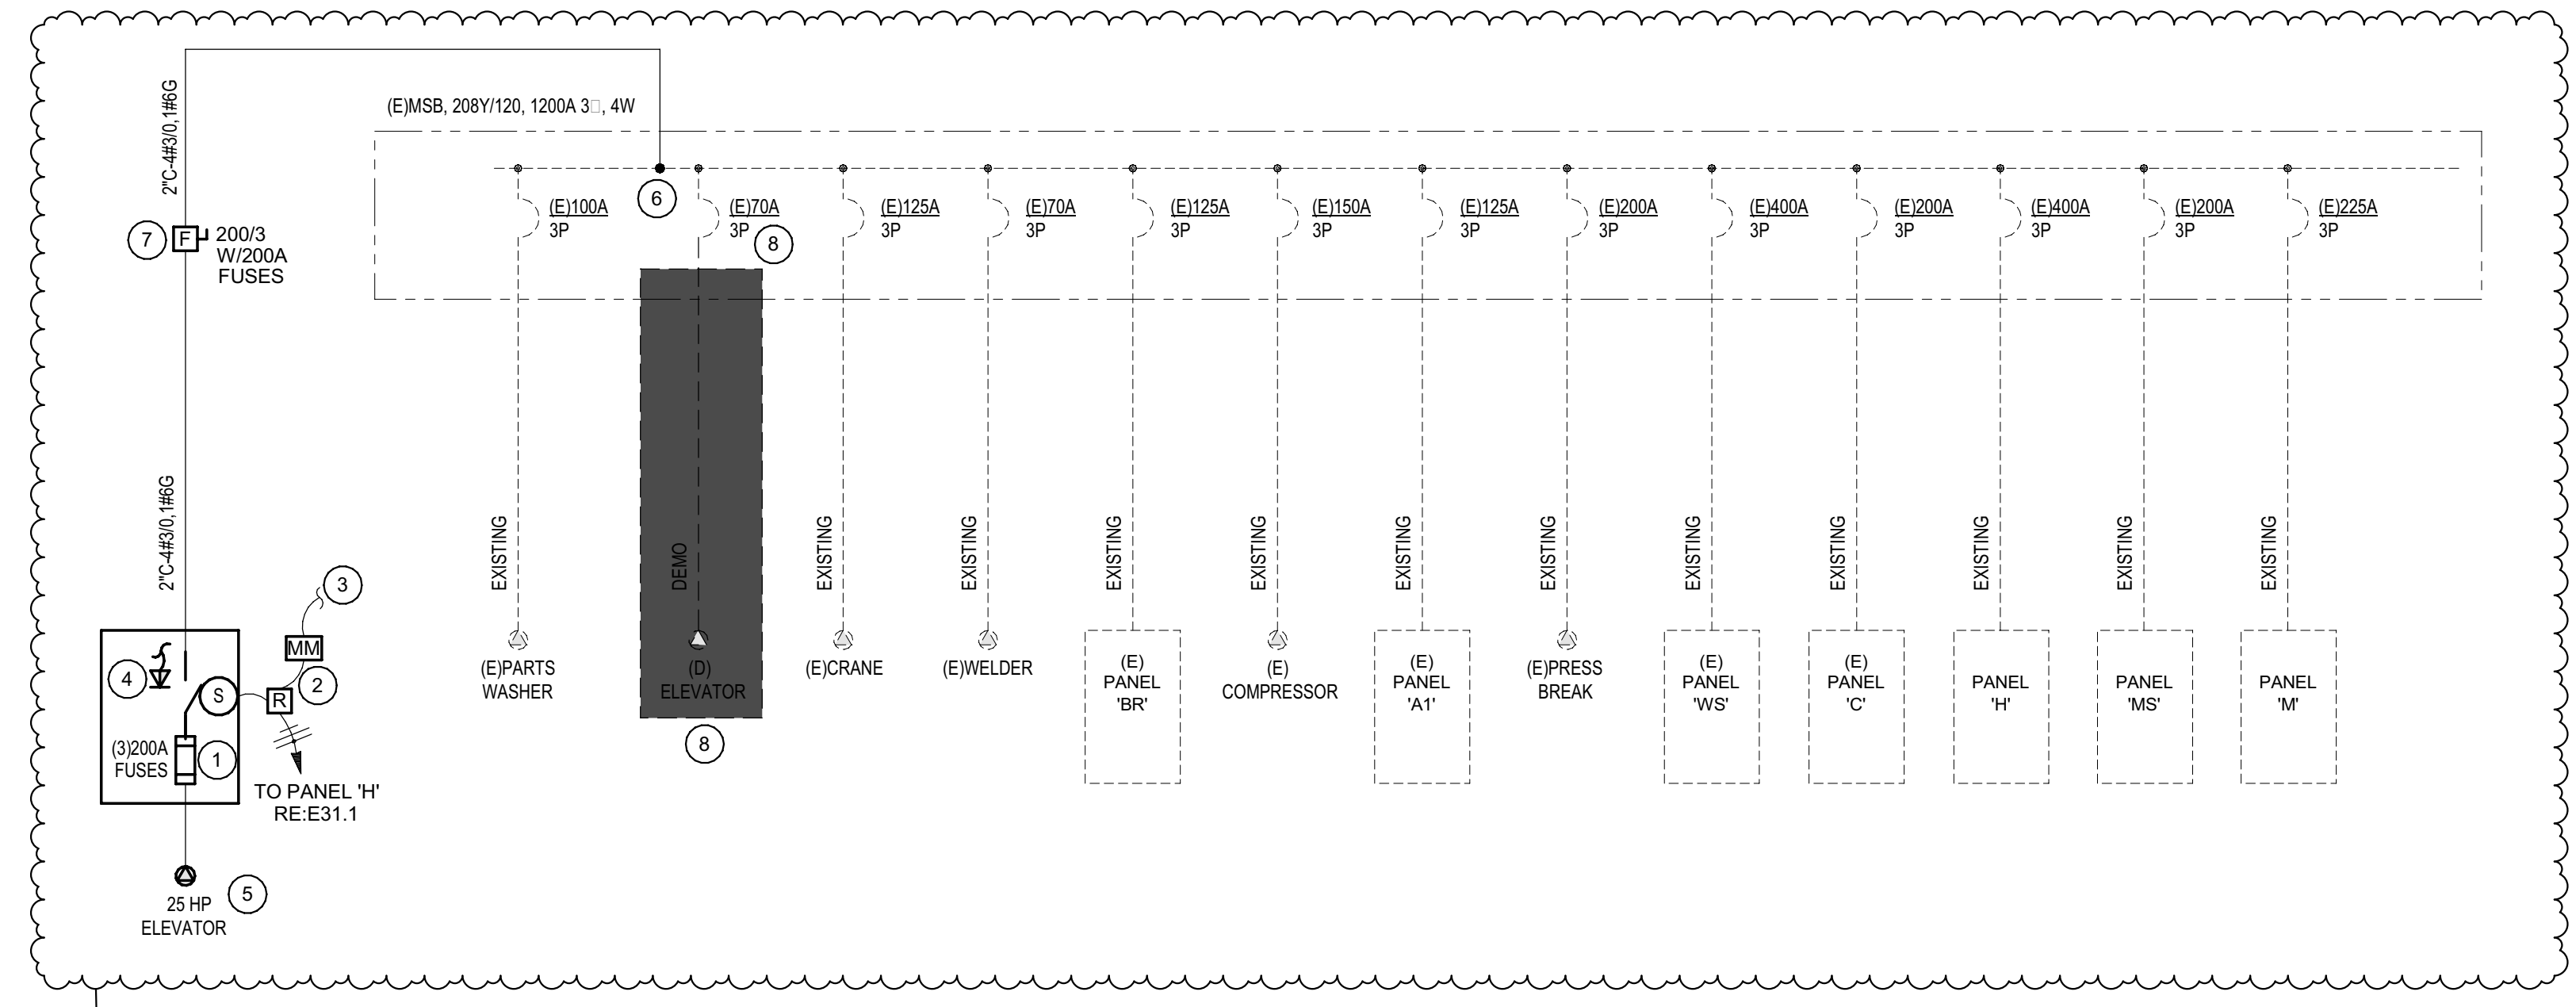 2"C-4#3/0,1#6G
(E)MSB, 208Y/120, 1200A 3□, 4W
6
7
F
200/3
W/200A
FUSES
(E)100A
3P
(E)70A
3P
8
(E)125A
3P
(E)70A
3P
(E)125A
3P
(E)150A
3P
(E)125A
3P
(E)200A
3P
(E)400A
3P
(E)200A
3P
(E)400A
3P
(E)200A
3P
(E)225A
3P
2"C-4#3/0,1#6G
EXISTING
DEMO
EXISTING
EXISTING
EXISTING
EXISTING
EXISTING
EXISTING
EXISTING
EXISTING
EXISTING
EXISTING
EXISTING
3
MM
2
R
4
S
(3)200A
FUSES
1
TO PANEL 'H'
RE:E31.1
25 HP
ELEVATOR
5
(E)PARTS
WASHER
(D)
ELEVATOR
8
(E)CRANE
(E)WELDER
(E)
PANEL
'BR'
(E)
COMPRESSOR
(E)
PANEL
'A1'
(E)PRESS
BREAK
(E)
PANEL
'WS'
(E)
PANEL
'C'
PANEL
'H'
PANEL
'MS'
PANEL
'M'